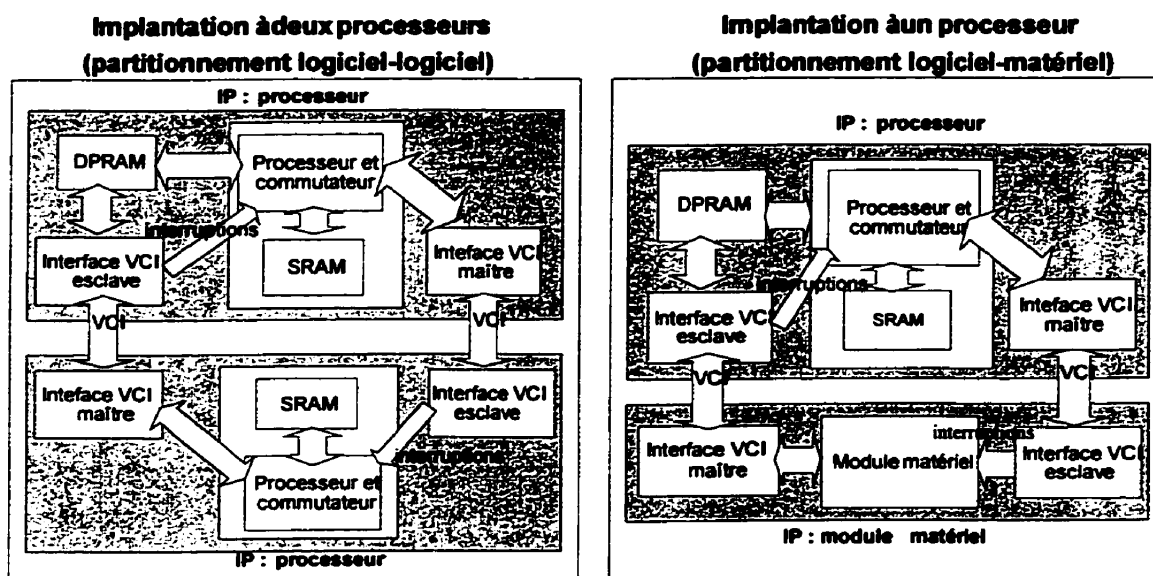 Implantation àdeux processeurs
(partitionnement logiciel-logiciel)
IP : processeur
DPRAM
Processeur et
commutateur
interruptions
Interface VCI
esclave
SRAM
Inteface VCI
maître
VCI
VCI
Inteface VCI
maître
SRAM
Interface VCI
esclave
interruptions
Processeur et
commutateur
IP : processeur
Implantation àun processeur
(partitionnement logiciel-matériel)
IP : processeur
DPRAM
Processeur et
commutateur
interruptions
Interface VCI
esclave
SRAM
Inteface VCI
maître
VCI
VCI
interruptions
Interface VCI
maître
Module matériel
Interface VCI
esclave
IP : module matériel